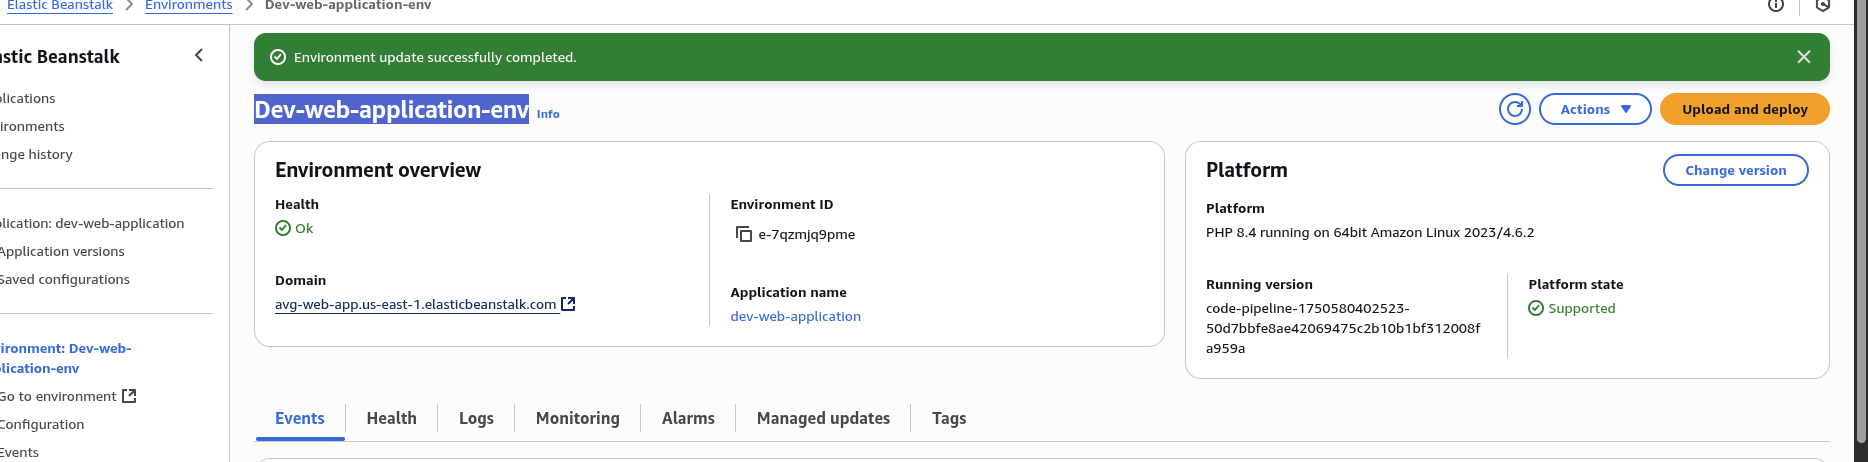 Elastic Beanstalk > Environments > Dev-web-application-env
astic Beanstalk
Environment update successfully completed.
Dev-web-application-env Info
Actions
Upload and deploy
plications
ironments
nge history
plication: dev-web-application
Application versions
Saved configurations
ironment: Dev-web-
plication-env
Go to environment
Configuration
Events
Environment overview
Health
Ok
Domain
avg-web-app.us-east-1.elasticbeanstalk.com
Environment ID
e-7qzmjq9pme
Application name
dev-web-application
Platform
Change version
Platform
PHP 8.4 running on 64bit Amazon Linux 2023/4.6.2
Running version
code-pipeline-1750580402523-
50d7bbfe8ae42069475c2b10b1bf312008f
a959a
Platform state
Supported
Events
Health
Logs
Monitoring
Alarms
Managed updates
Tags